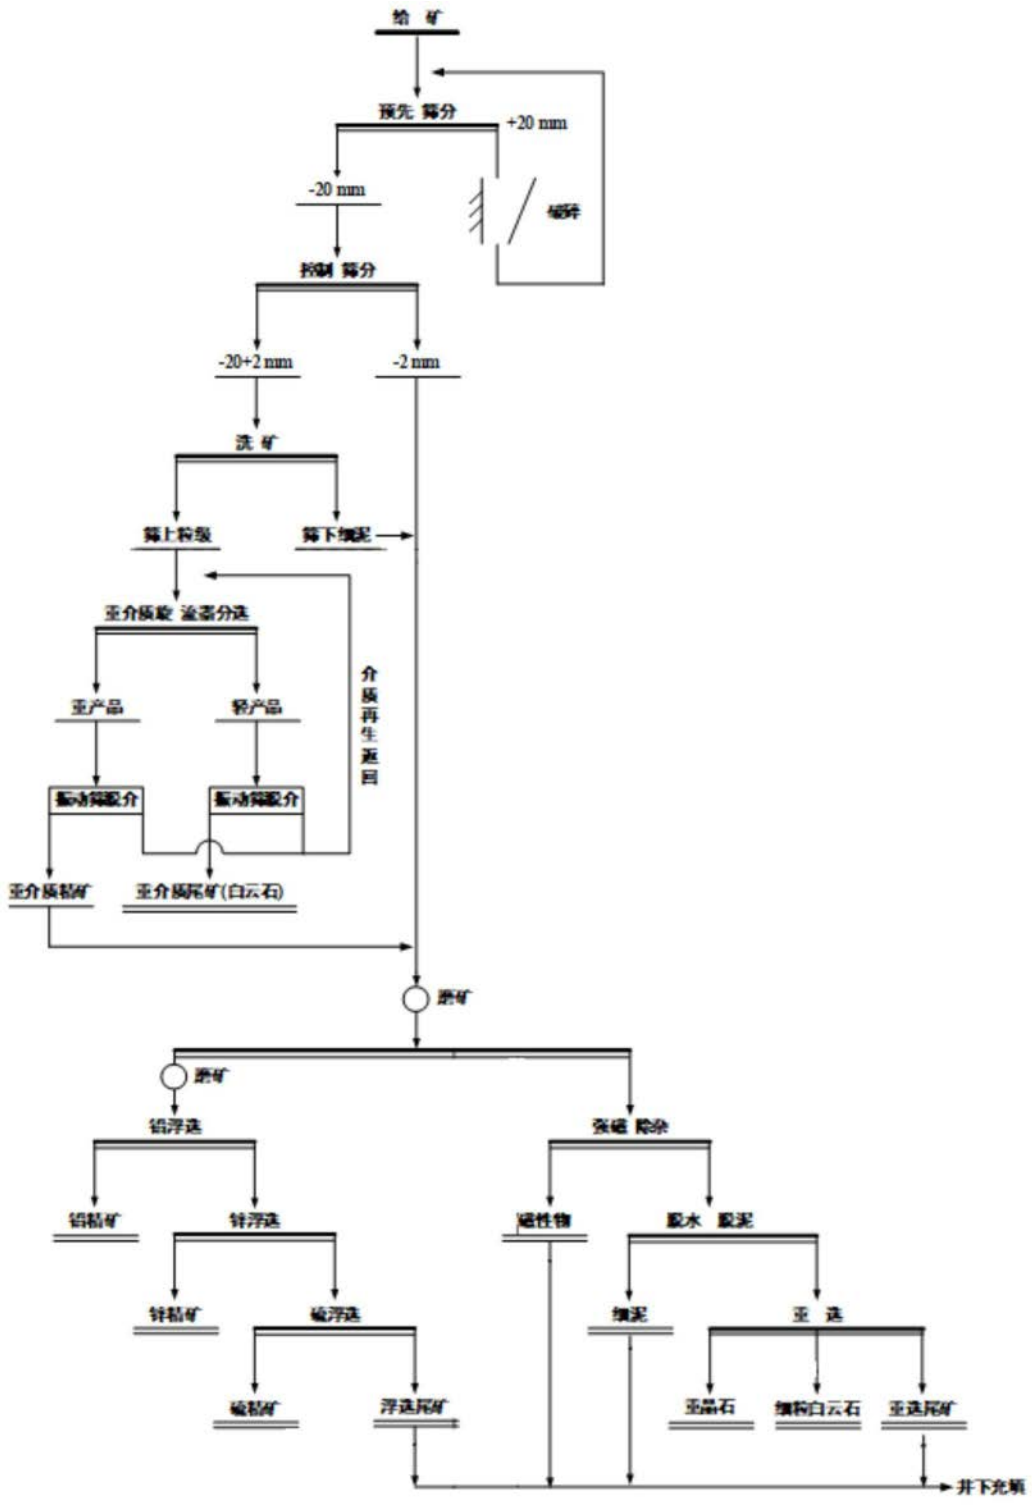 给 矿
预先 筛分
+20 mm
-20 mm
破碎
控制 筛分
-20+2 mm
-2 mm
洗 矿
筛上粒级
筛下细泥
重介质旋 流器分选
介质再生返回
重产品
轻产品
振动筛脱介
振动筛脱介
重介质精矿
重介质尾矿(白云石)
磨矿
磨矿
铅浮选
强磁 除杂
铅精矿
锌浮选
磁性物
脱水 脱泥
锌精矿
硫浮选
细泥
重 选
硫精矿
浮选尾矿
重晶石
细粒白云石
重选尾矿
井下充填